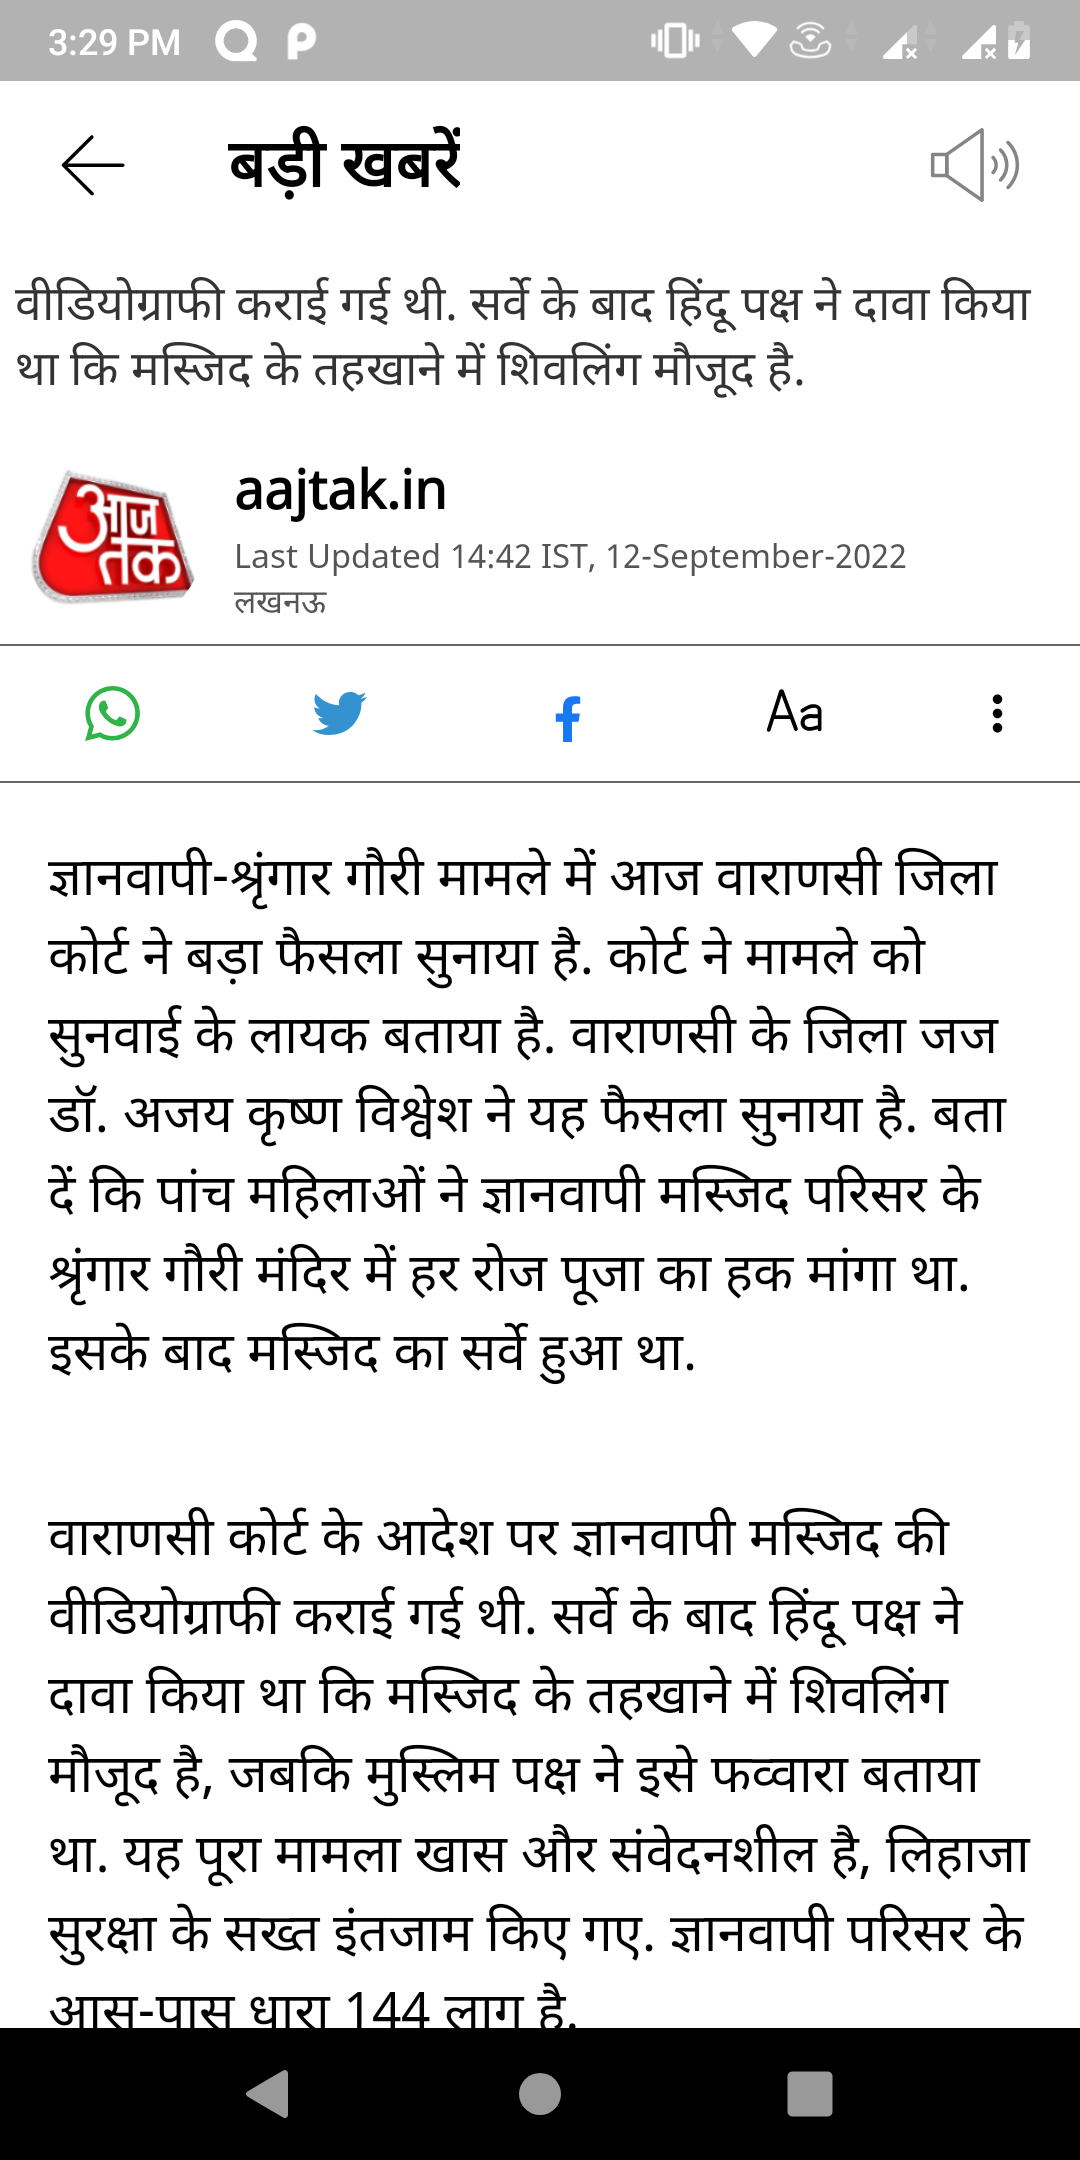 3:29 PM
बड़ी खबरें
वीडियोग्राफी कराई गई थी. सर्वे के बाद हिंदू पक्ष ने दावा किया
था कि मस्जिद के तहखाने में शिवलिंग मौजूद है.
आज
तक
aajtak.in
Last Updated 14:42 IST, 12-September-2022
लखनऊ
Aa
ज्ञानवापी-श्रृंगार गौरी मामले में आज वाराणसी जिला
कोर्ट ने बड़ा फैसला सुनाया है. कोर्ट ने मामले को
सुनवाई के लायक बताया है. वाराणसी के जिला जज
डॉ. अजय कृष्ण विश्वेश ने यह फैसला सुनाया है. बता
दें कि पांच महिलाओं ने ज्ञानवापी मस्जिद परिसर के
श्रृंगार गौरी मंदिर में हर रोज पूजा का हक मांगा था.
इसके बाद मस्जिद का सर्वे हुआ था.
वाराणसी कोर्ट के आदेश पर ज्ञानवापी मस्जिद की
वीडियोग्राफी कराई गई थी. सर्वे के बाद हिंदू पक्ष ने
दावा किया था कि मस्जिद के तहखाने में शिवलिंग
मौजूद है, जबकि मुस्लिम पक्ष ने इसे फव्वारा बताया
था. यह पूरा मामला खास और संवेदनशील है, लिहाजा
सुरक्षा के सख्त इंतजाम किए गए. ज्ञानवापी परिसर के
आस-पास धारा 144 लागू है.